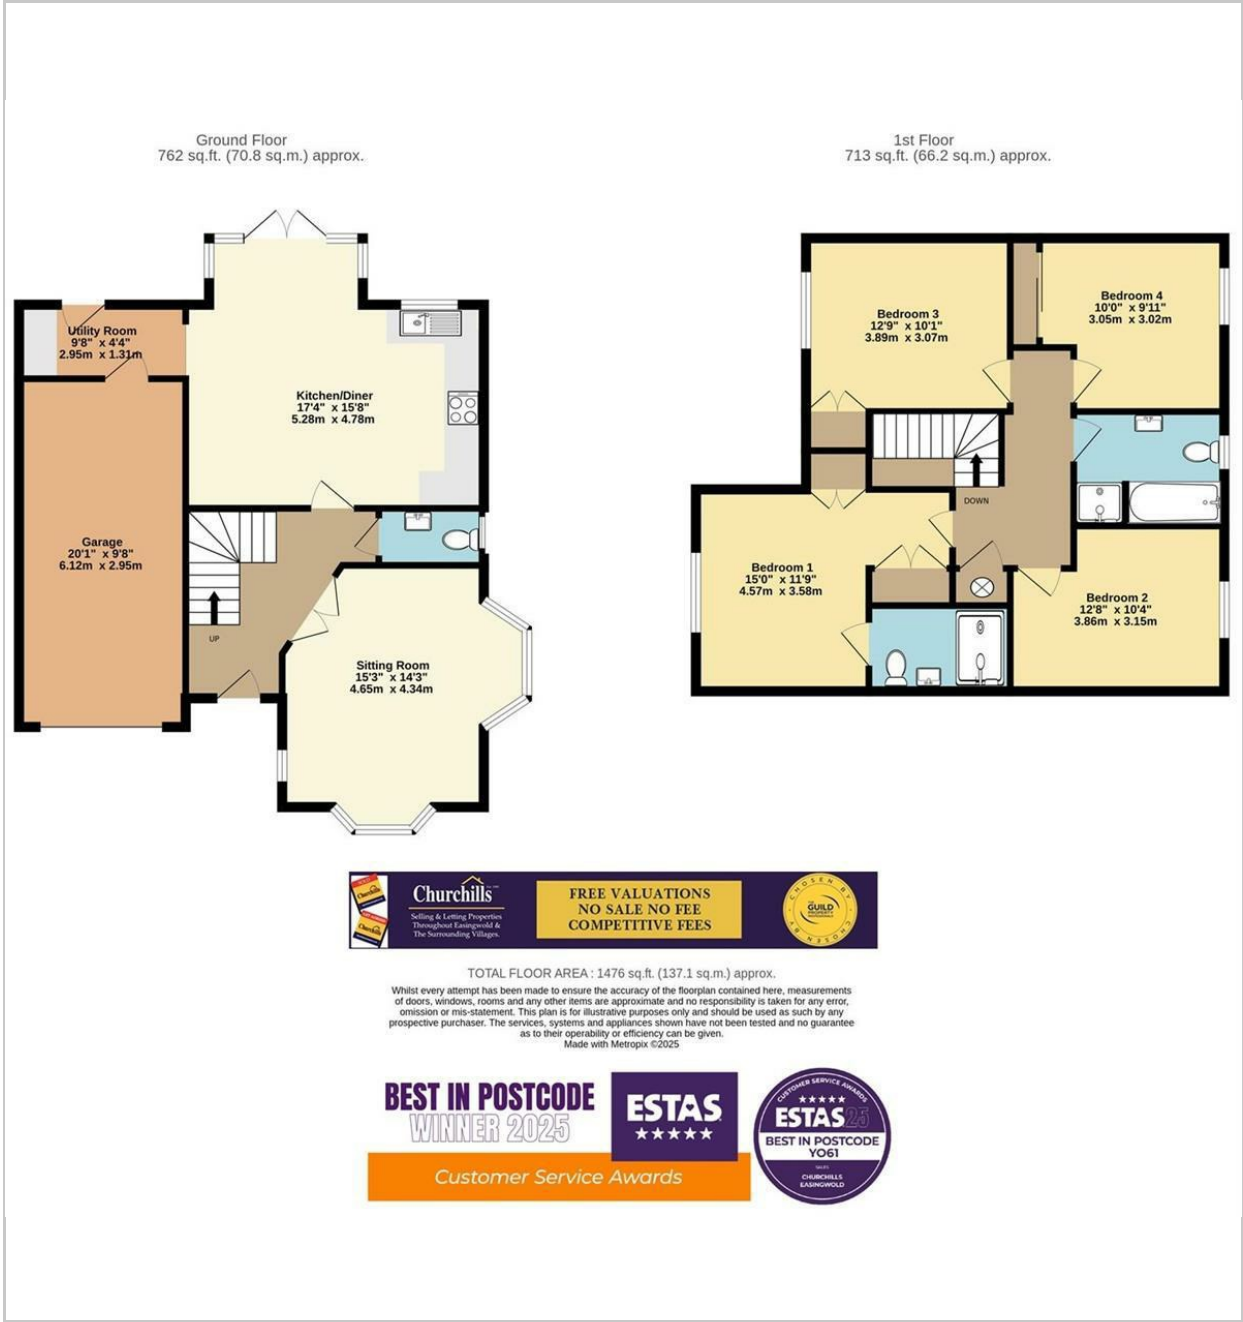 Ground Floor
762 sq.ft. (70.8 sq.m.) approx.
1st Floor
713 sq.ft. (66.2 sq.m.) approx.
Utility Room
9'8" x 4'4"
2.95m x 1.31m
Kitchen/Diner
17'4" x 15'8"
5.28m x 4.78m
Garage
20'1" x 9'8"
6.12m x 2.95m
UP
Sitting Room
15'3" x 14'3"
4.65m x 4.34m
Bedroom 3
12'9" x 10'1"
3.89m x 3.07m
Bedroom 4
10'0" x 9'11"
3.05m x 3.02m
DOWN
Bedroom 1
15'0" x 11'9"
4.57m x 3.58m
Bedroom 2
12'8" x 10'4"
3.86m x 3.15m
Churchills
Churchills
Churchills
Selling & Letting Properties
Throughout Easingwold &
The Surrounding Villages.
FREE VALUATIONS
NO SALE NO FEE
COMPETITIVE FEES
CHOSEN BY
GUILD
PROPERTY
CHOSEN BY
TOTAL FLOOR AREA : 1476 sq.ft. (137.1 sq.m.) approx.
Whilst every attempt has been made to ensure the accuracy of the floorplan contained here, measurements
of doors, windows, rooms and any other items are approximate and no responsibility is taken for any error,
omission or mis-statement. This plan is for illustrative purposes only and should be used as such by any
prospective purchaser. The services, systems and appliances shown have not been tested and no guarantee
as to their operability or efficiency can be given.
Made with Metropix ©2025
BEST IN POSTCODE
WINNER 2025
ESTAS
Customer Service Awards
CUSTOMER SERVICE AWARDS
ESTAS25
BEST IN POSTCODE
YO61
SALES
CHURCHILLS
EASINGWOLD